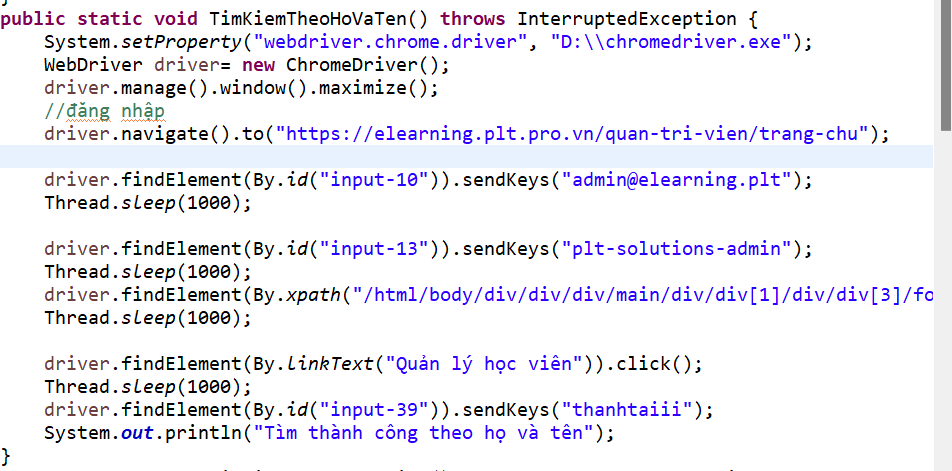 public static void TimKiemTheoHoVaTen() throws InterruptedException {
System.setProperty("webdriver.chrome.driver", "D:\\chromedriver.exe");
WebDriver driver= new ChromeDriver();
driver.manage().window().maximize();
//đăng nhập
driver.navigate().to("https://elearning.plt.pro.vn/quan-tri-vien/trang-chu");
driver.findElement(By.id("input-10")).sendKeys("admin@elearning.plt");
Thread.sleep(1000);
driver.findElement(By.id("input-13")).sendKeys("plt-solutions-admin");
Thread.sleep(1000);
driver.findElement(By.xpath("/html/body/div/div/div/main/div/div[1]/div/div[3]/fo
Thread.sleep(1000);
driver.findElement(By.linkText("Quản lý học viên")).click();
Thread.sleep(1000);
driver.findElement(By.id("input-39")).sendKeys("thanhtaiii");
System.out.println("Tìm thành công theo họ và tên");
}